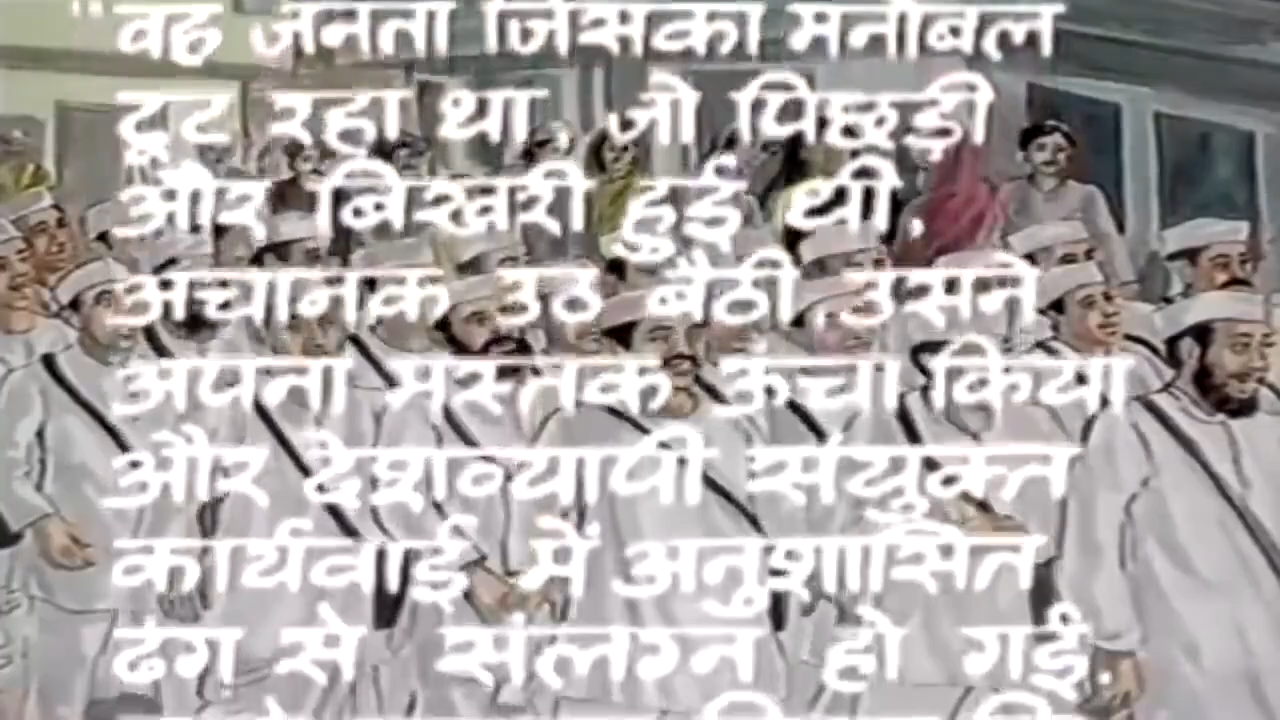 "वह जनता जिसका मनोबल
टूट रहा था, जो पिछड़ी
और बिखरी हुई थी,
अचानक उठ बैठी, उसने
अपना मस्तक ऊंचा किया
और देशव्यापी संयुक्त
कार्यवाई में अनुशासित
ढंग से संलग्न हो गई.